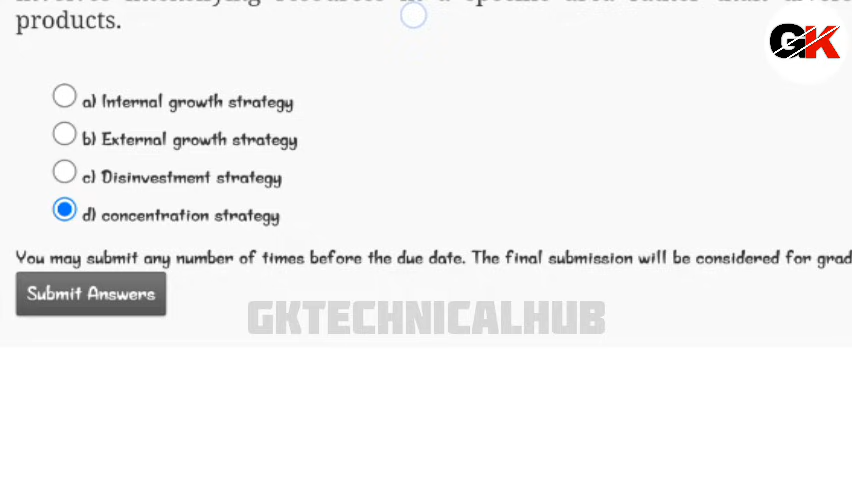 products.
GK
a) Internal growth strategy
b) External growth strategy
c) Disinvestment strategy
d) concentration strategy
You may submit any number of times before the due date. The final submission will be considered for grad
Submit Answers
GKTECHNICALHUB